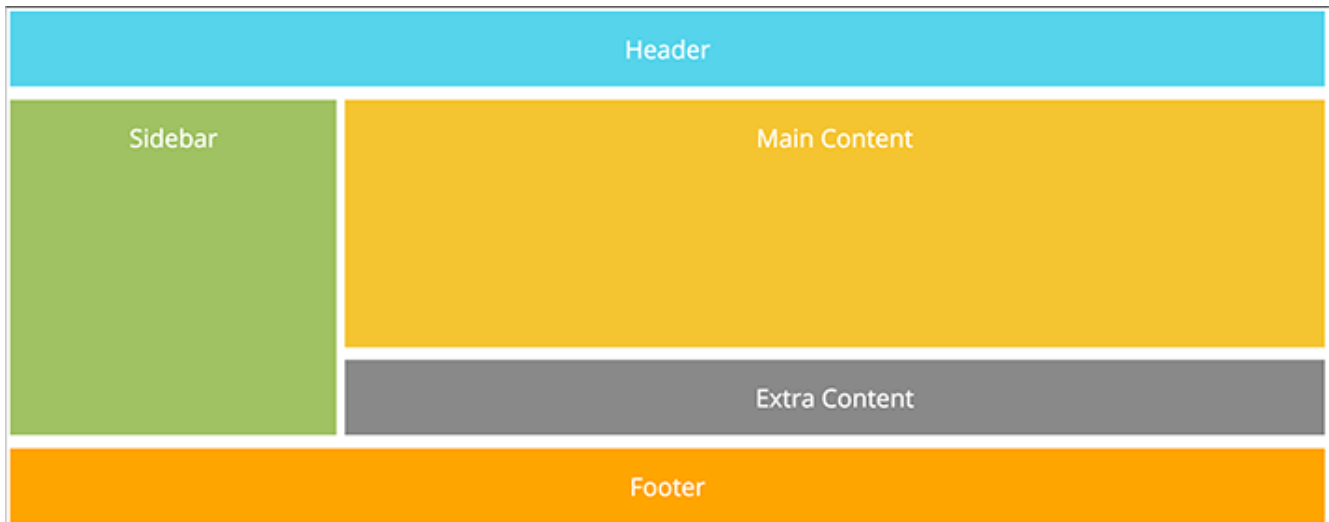 Header
Sidebar
Main Content
Extra Content
Footer